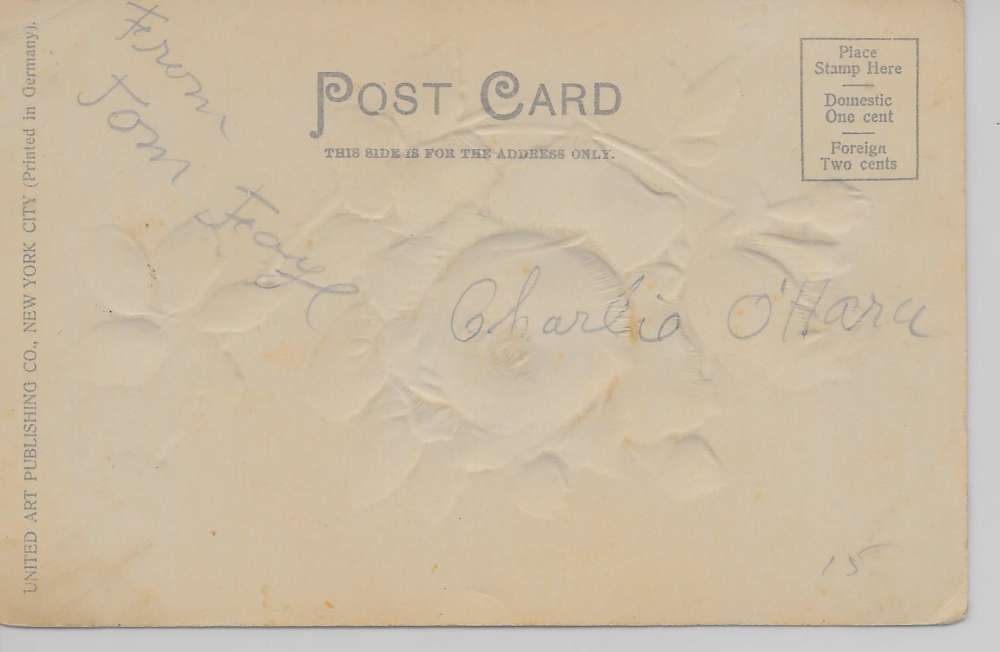 UNITED ART PUBLISHING CO., NEW YORK CITY (Printed in Germany).
From
Tom
Foy
POST CARD
THIS SIDE IS FOR THE ADDRESS ONLY.
Place
Stamp Here
Domestic
One cent
Foreign
Two cents
Charlie O'Hara
15